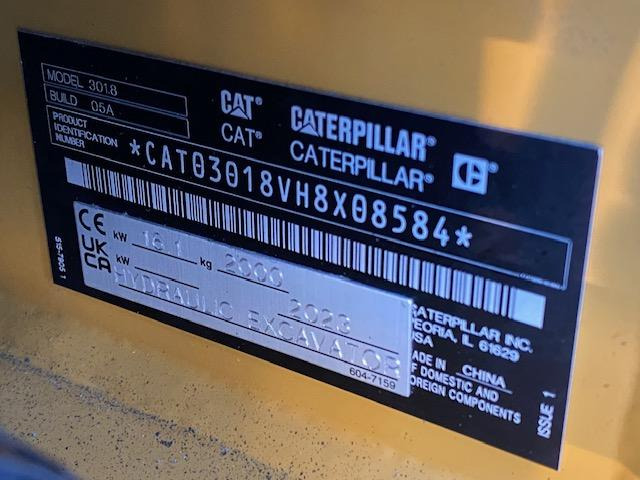 MODEL 301.8
BUILD 05A
CAT® CATERPILLAR®
CAT® CATERPILLAR®
PRODUCT
IDENTIFICATION
NUMBER
*CAT03018VH8X08584*
CE
UK
CA
kW 16.1 kg 2000 2023
kW
HYDRAULIC EXCAVATOR
604-7159
CATERPILLAR INC.
PEORIA, IL 61629
USA
MADE IN CHINA
OF DOMESTIC AND
FOREIGN COMPONENTS
ISSUE 1